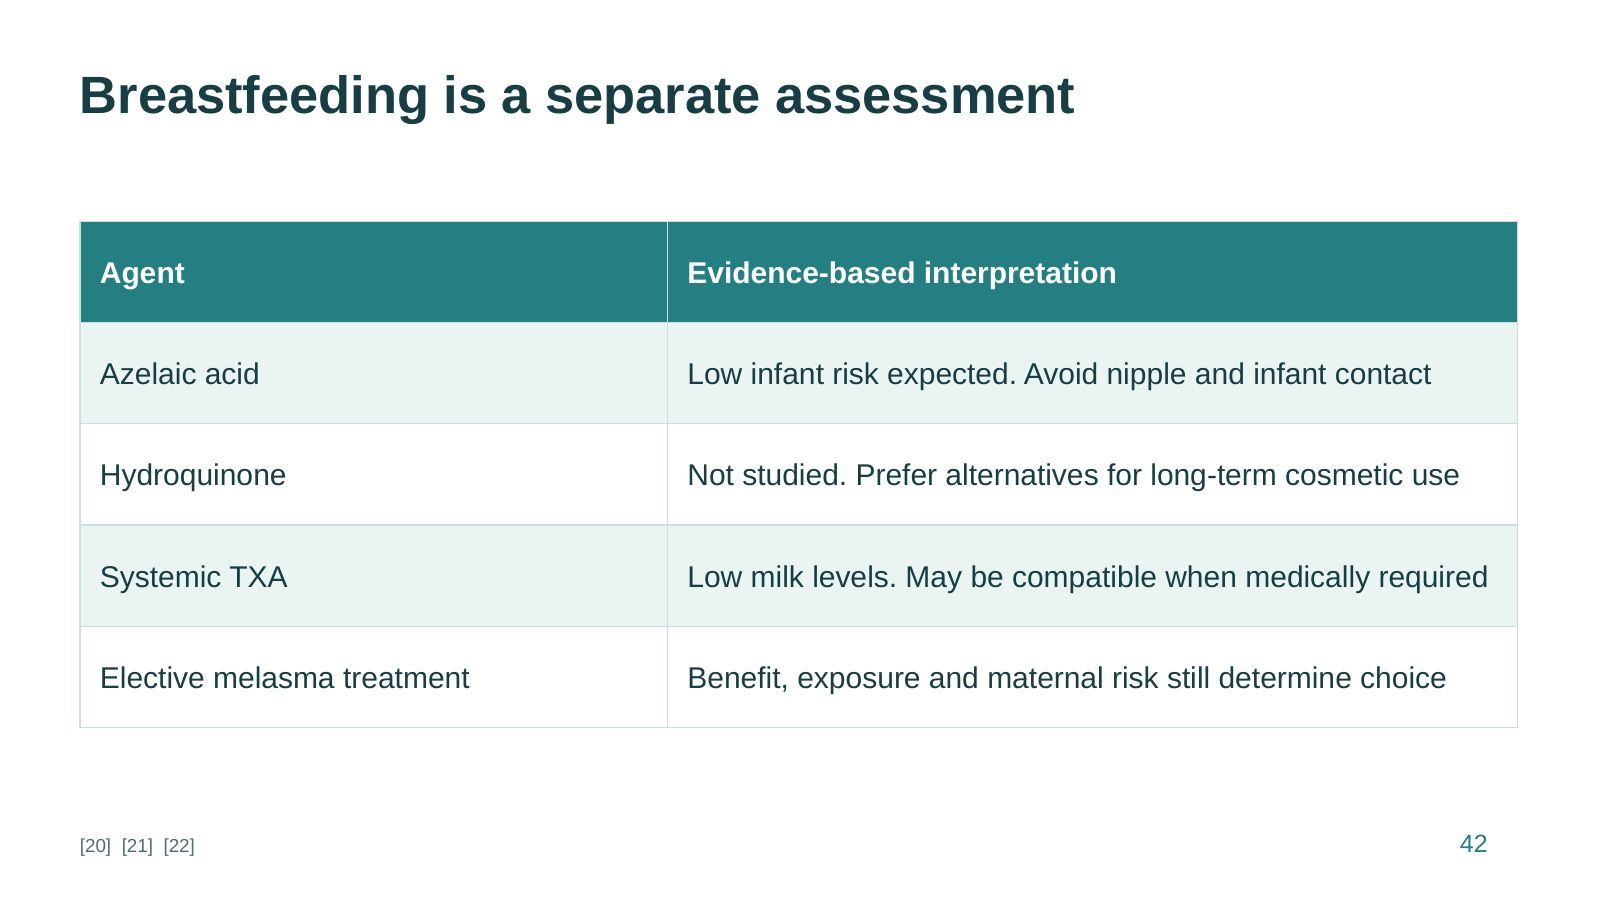 Breastfeeding is a separate assessment
Agent
Evidence-based interpretation
Azelaic acid
Low infant risk expected. Avoid nipple and infant contact
Hydroquinone
Not studied. Prefer alternatives for long-term cosmetic use
Systemic TXA
Low milk levels. May be compatible when medically required
Elective melasma treatment
Benefit, exposure and maternal risk still determine choice
[20] [21] [22]
42